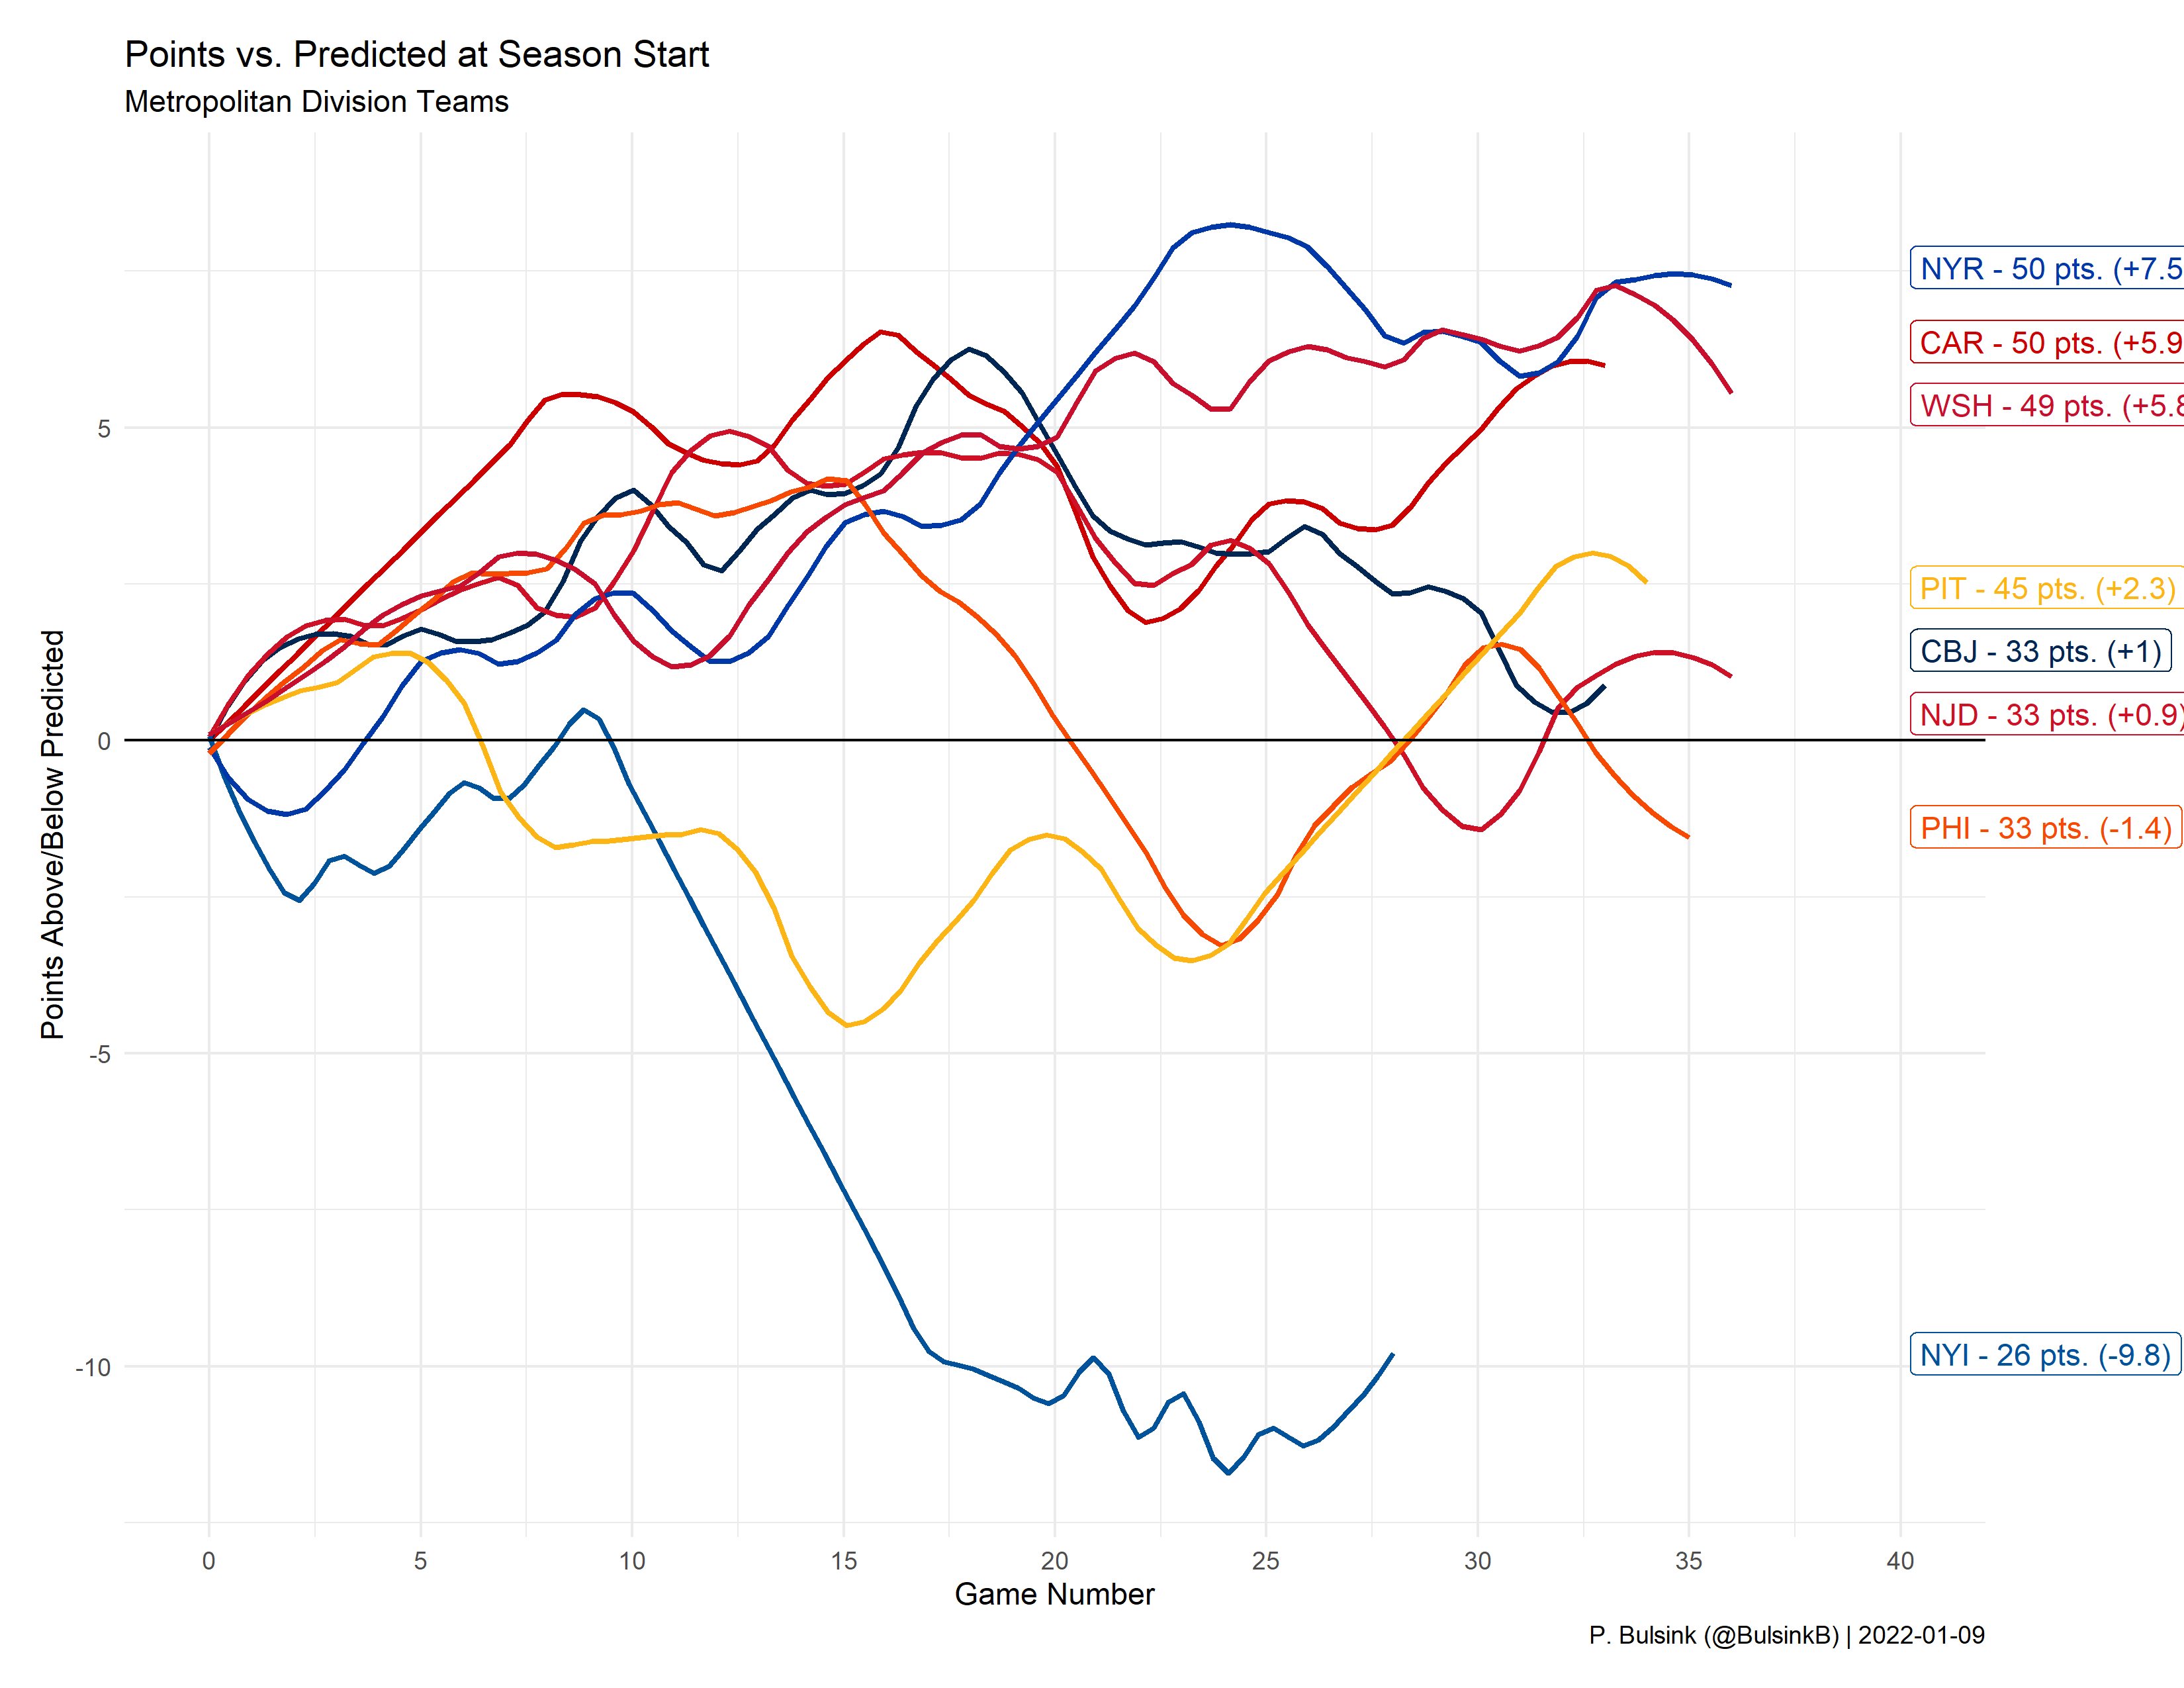 Points vs. Predicted at Season Start
Metropolitan Division Teams
Points Above/Below Predicted
5
0
-5
-10
NYR - 50 pts. (+7.5
CAR - 50 pts. (+5.9
WSH - 49 pts. (+5.8
PIT - 45 pts. (+2.3)
CBJ - 33 pts. (+1)
NJD - 33 pts. (+0.9)
PHI - 33 pts. (-1.4)
NYI - 26 pts. (-9.8)
0 5 10 15 20 25 30 35 40
Game Number
P. Bulsink (@BulsinkB) | 2022-01-09